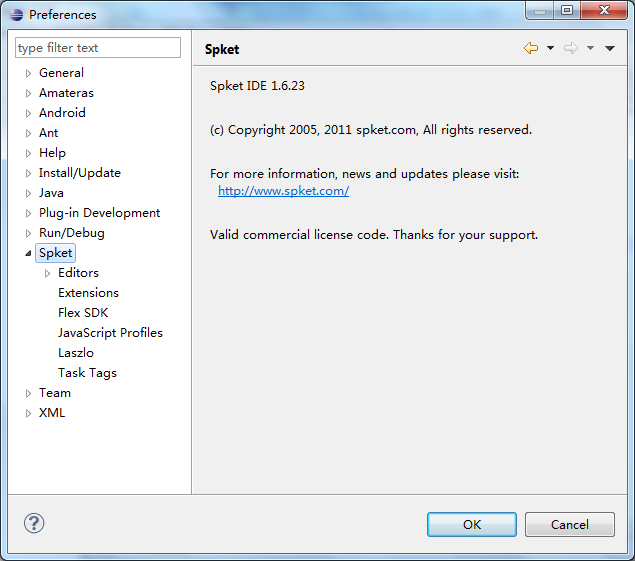 Preferences
type filter text
General
Amateras
Android
Ant
Help
Install/Update
Java
Plug-in Development
Run/Debug
Spket
Editors
Extensions
Flex SDK
JavaScript Profiles
Laszlo
Task Tags
Team
XML
Spket
Spket IDE 1.6.23
(c) Copyright 2005, 2011 spket.com, All rights reserved.
For more information, news and updates please visit:
http://www.spket.com/
Valid commercial license code. Thanks for your support.
?
OK
Cancel